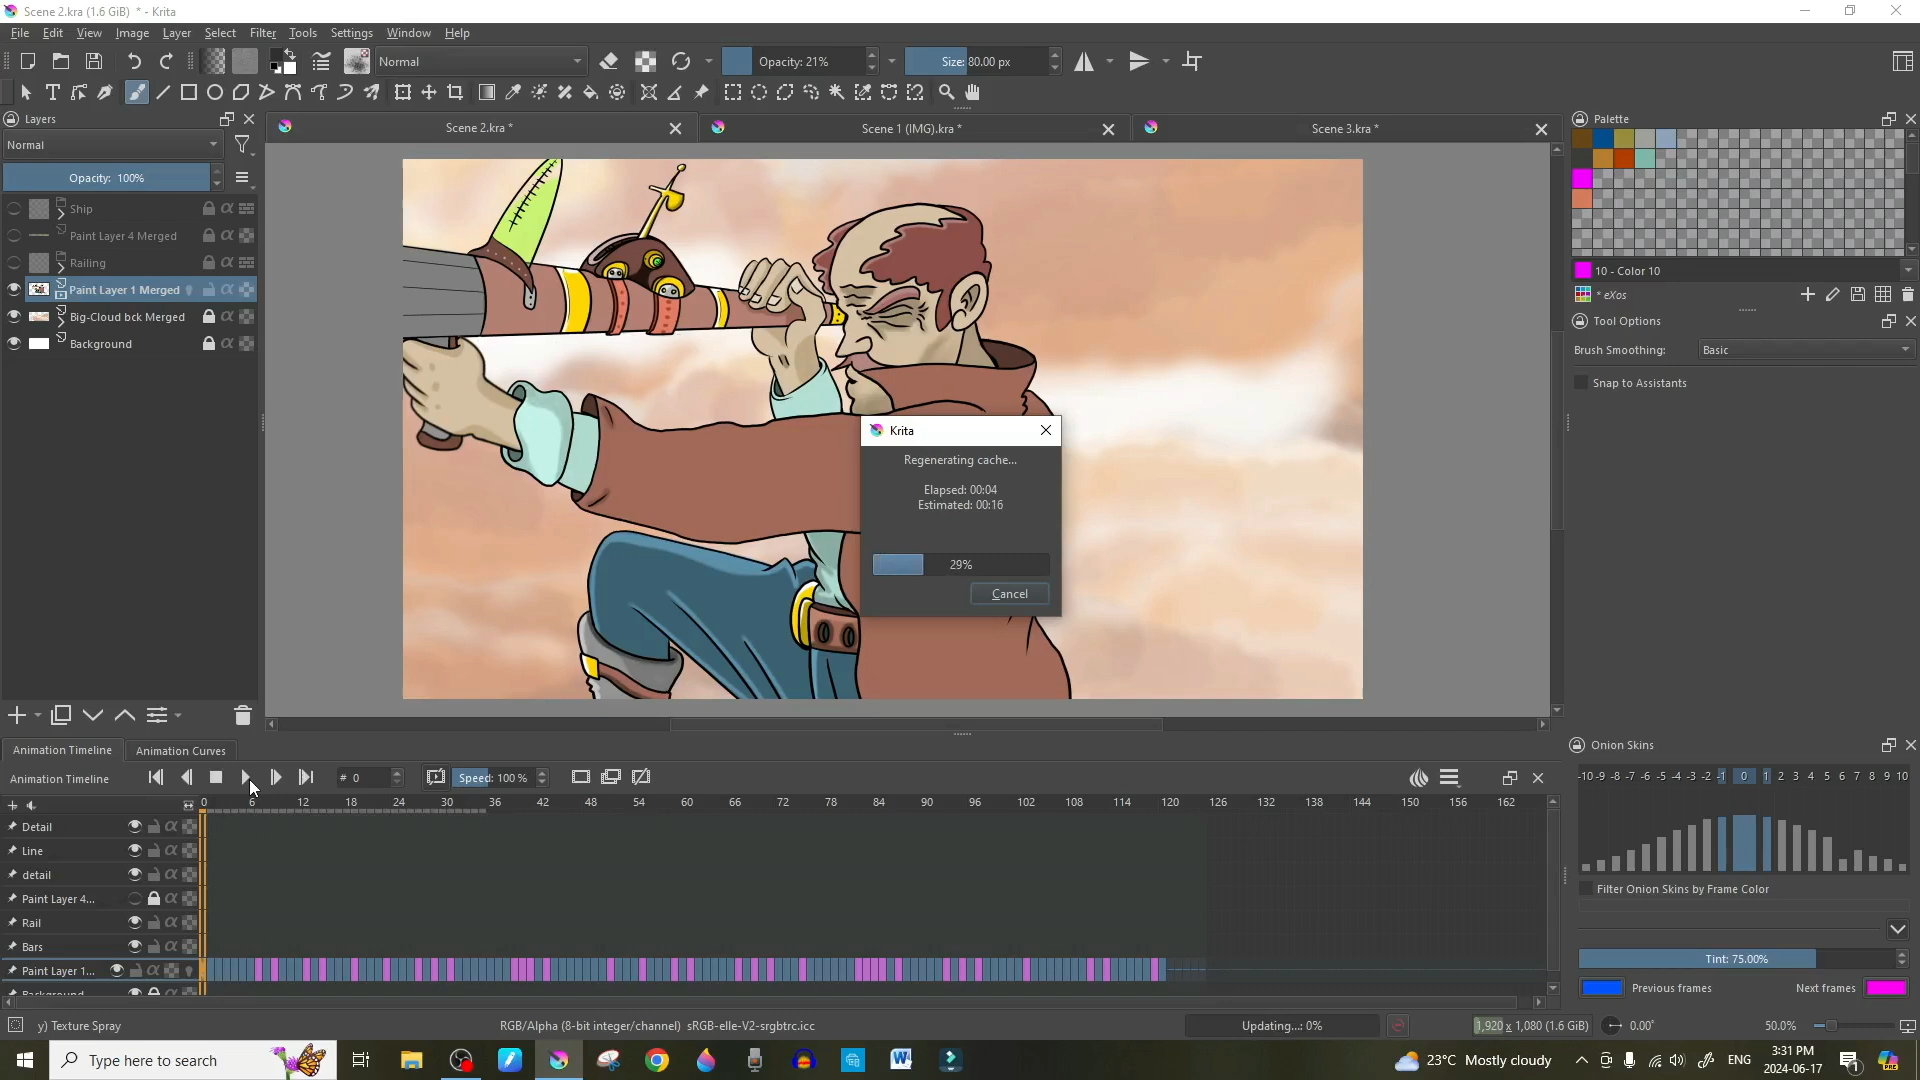 Scene 2.kra (1.6 GiB) * - Krita
File Edit View Image Layer Select Filter Tools Settings Window Help
Normal
Opacity: 21%
Size: 80.00 px
Layers
Scene 2.kra *
Scene 1 (IMG).kra *
Scene 3.kra *
Palette
Normal
Opacity: 100%
Ship
Paint Layer 4 Merged
Railing
Paint Layer 1 Merged
Big-Cloud bck Merged
Background
10 - Color 10
* eXos
Tool Options
Brush Smoothing: Basic
Snap to Assistants
Krita
Regenerating cache...
Elapsed: 00:04
Estimated: 00:16
29%
Cancel
Animation Timeline
Animation Curves
Animation Timeline
# 0
Speed: 100 %
0 6 12 18 24 30 36 42 48 54 60 66 72 78 84 90 96 102 108 114 120 126 132 138 144 150 156 162
Detail
Line
detail
Paint Layer 4...
Rail
Bars
Paint Layer 1...
Background
Onion Skins
-10 -9 -8 -7 -6 -5 -4 -3 -2 -1 0 1 2 3 4 5 6 7 8 9 10
Filter Onion Skins by Frame Color
Tint: 75.00%
Previous frames
Next frames
y) Texture Spray
RGB/Alpha (8-bit integer/channel) sRGB-elle-V2-srgbtrc.icc
Updating...: 0%
1,920 x 1,080 (1.6 GiB)
0.00°
50.0%
Type here to search
23°C Mostly cloudy
ENG
3:31 PM
2024-06-17
1